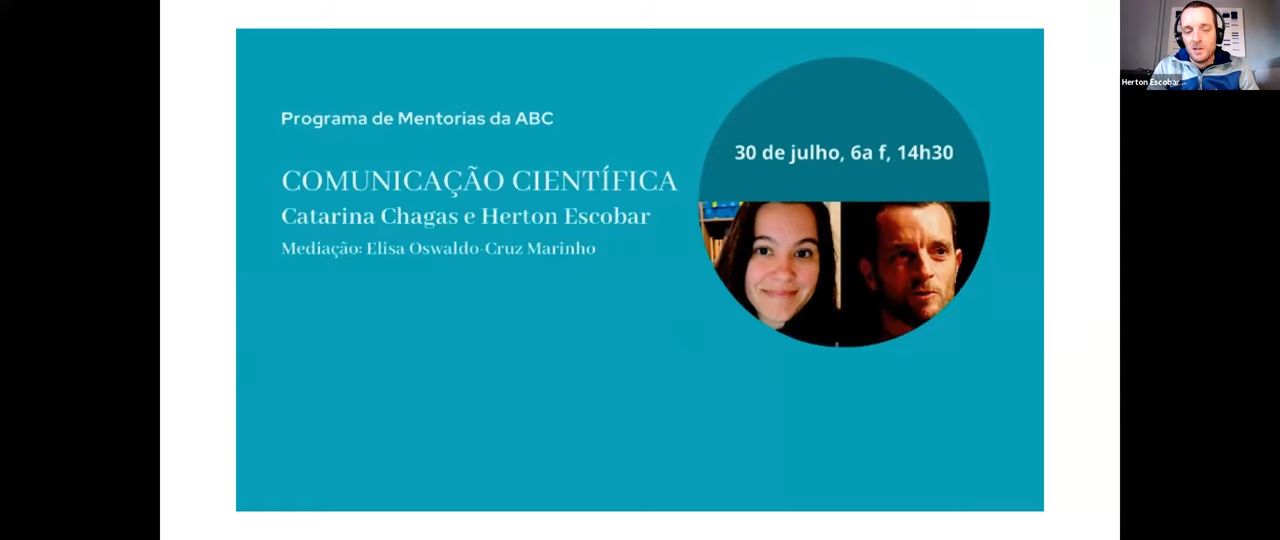 Programa de Mentorias da ABC
COMUNICAÇÃO CIENTÍFICA
Catarina Chagas e Herton Escobar
Mediação: Elisa Oswaldo-Cruz Marinho
30 de julho, 6a f, 14h30
Herton Escobar